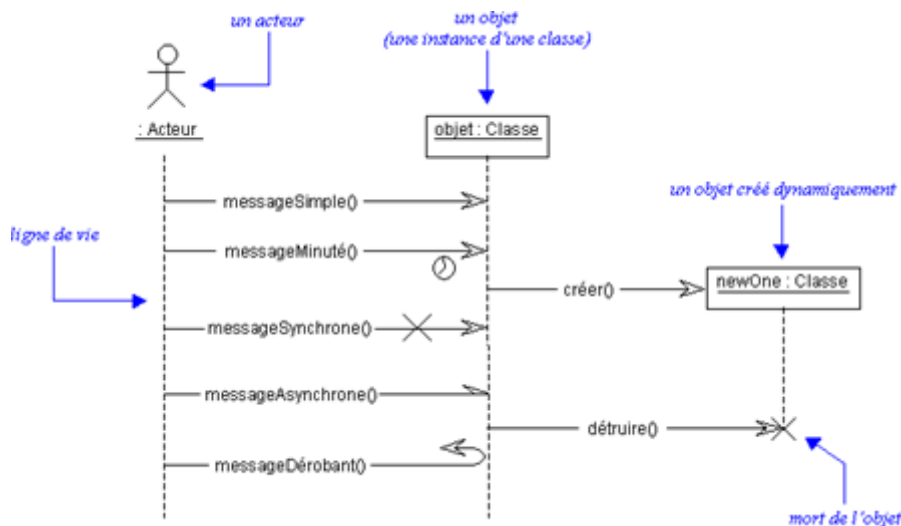 un acteur
un objet
(une instance d'une classe)
: Acteur
objet : Classe
messageSimple()
un objet créé dynamiquement
ligne de vie
messageMinuté()
créer()
newOne : Classe
messageSynchrone()
messageAsynchrone()
détruire()
messageDérobant()
mort de l'objet